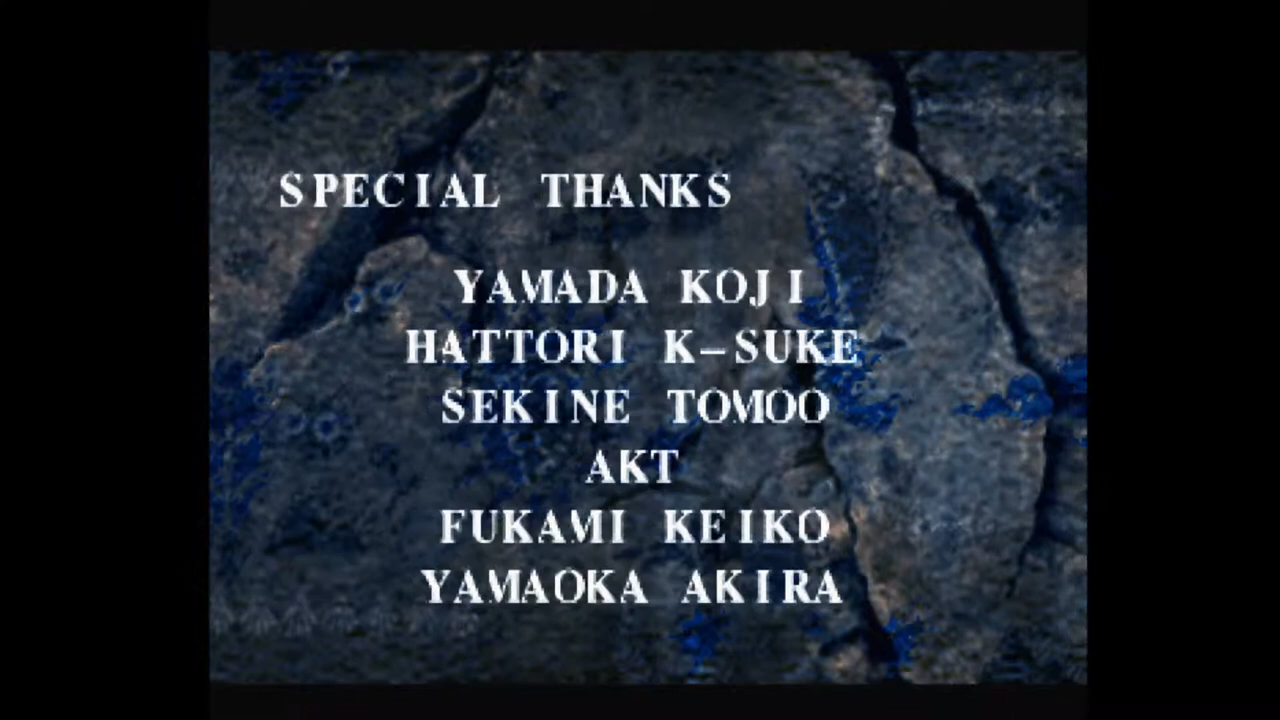 SPECIAL THANKS
YAMADA KOJI
HATTORI K-SUKE
SEKINE TOMOO
AKT
FUKAMI KEIKO
YAMAOKA AKIRA